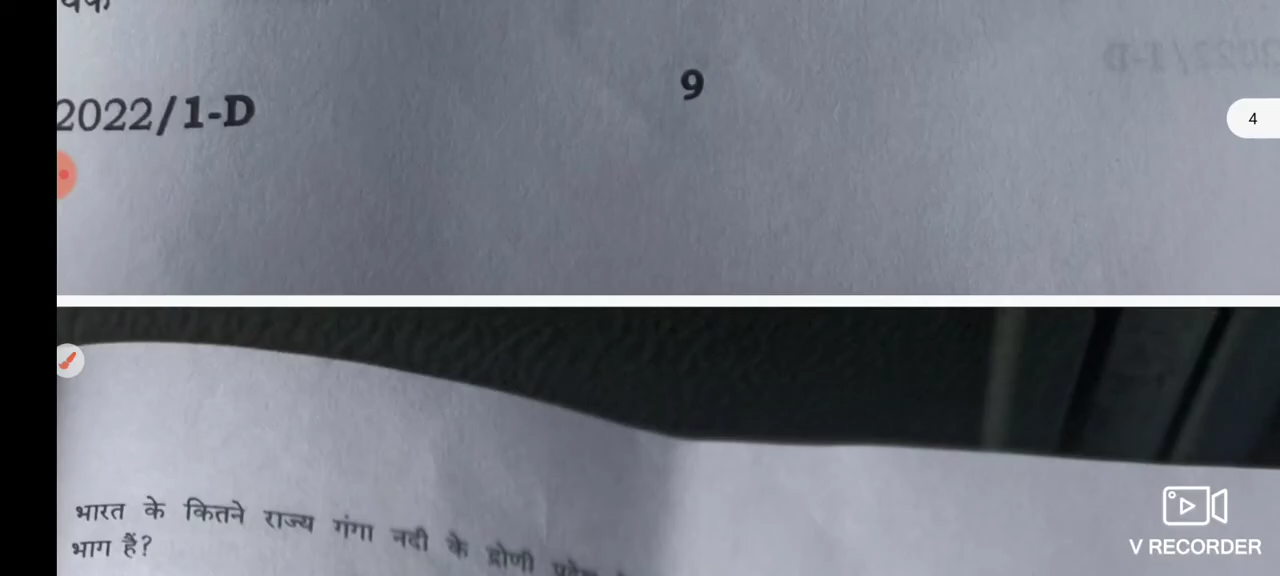 2022/1-D
9
4
भारत के कितने राज्य गंगा नदी के द्रोणी
भाग हैं?
V RECORDER